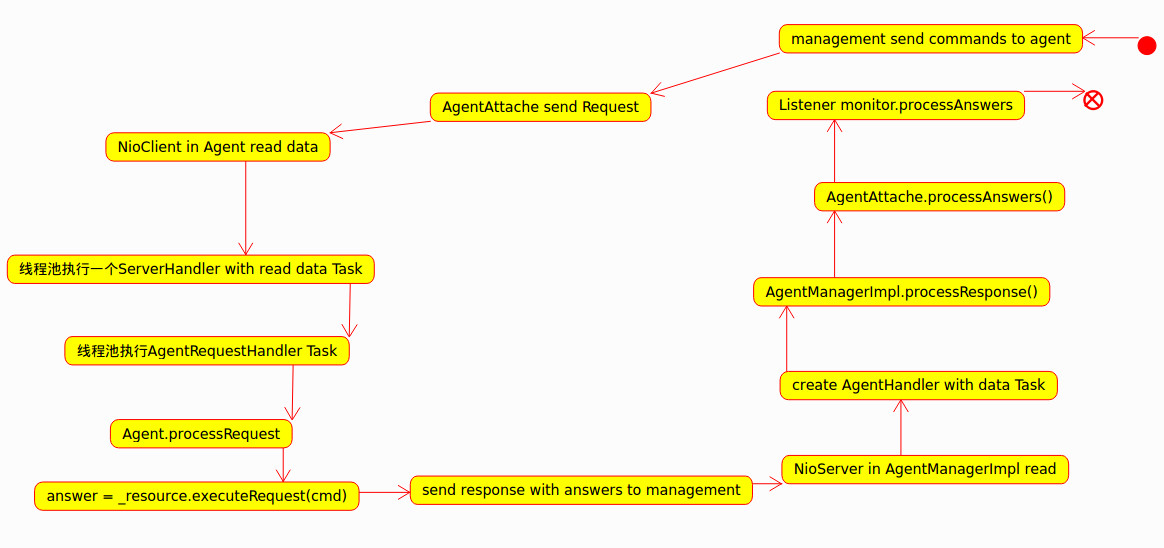 management send commands to agent
AgentAttache send Request
NioClient in Agent read data
线程池执行一个ServerHandler with read data Task
线程池执行AgentRequestHandler Task
Agent.processRequest
answer = _resource.executeRequest(cmd)
send response with answers to management
NioServer in AgentManagerImpl read
create AgentHandler with data Task
AgentManagerImpl.processResponse()
AgentAttache.processAnswers()
Listener monitor.processAnswers